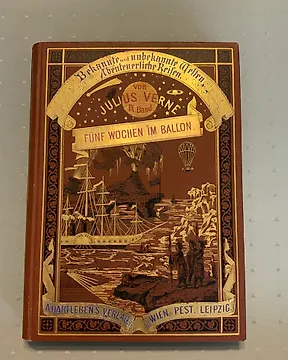 Bekannte und unbekannte Welten.
Abenteuerliche Reisen
von
JULIUS VERNE
IX. Band.
FÜNF WOCHEN IM BALLON.
A. HARTLEBEN'S VERLAG.
WIEN. PEST. LEIPZIG.